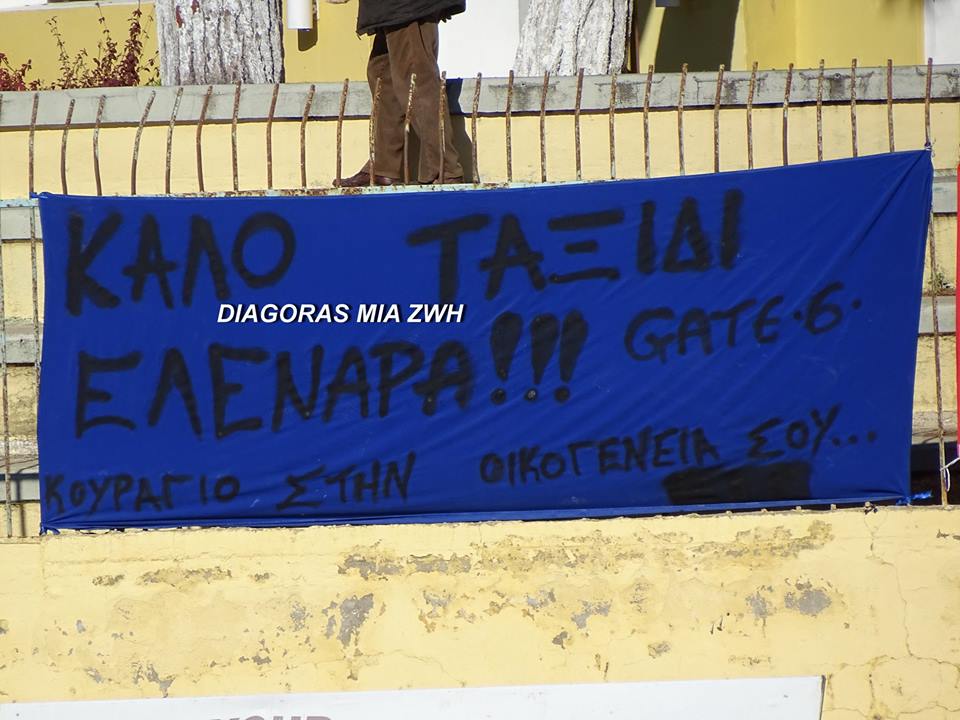 ΚΑΛΟ ΤΑΞΙΔΙ
DIAGORAS MIA ZWH
ΕΛΕΝΑΡΑ!!! GATE·6·
ΚΟΥΡΑΓΙΟ ΣΤΗΝ ΟΙΚΟΓΕΝΕΙΑ ΣΟΥ...